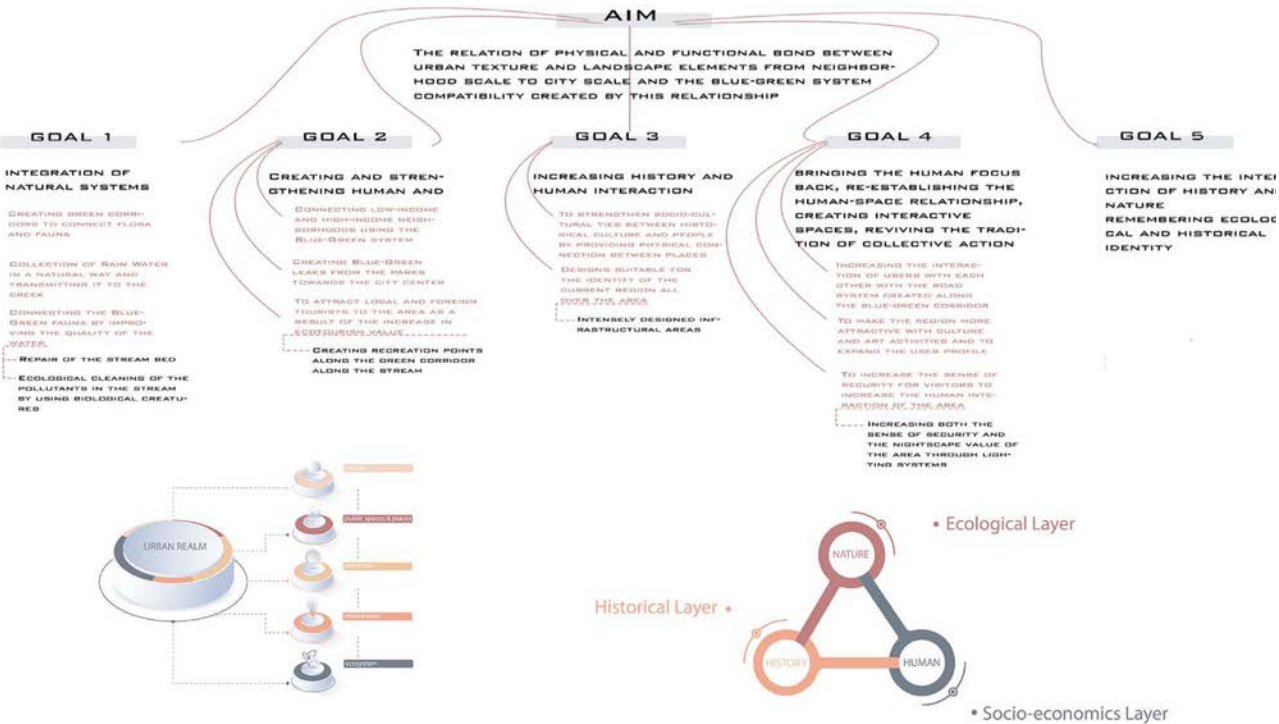 AIM
THE RELATION OF PHYSICAL AND FUNCTIONAL BOND BETWEEN
URBAN TEXTURE AND LANDSCAPE ELEMENTS FROM NEIGHBOR-
HOOD SCALE TO CITY SCALE AND THE BLUE-GREEN SYSTEM
COMPATIBILITY CREATED BY THIS RELATIONSHIP
GOAL 1
INTEGRATION OF
NATURAL SYSTEMS
CREATING GREEN CORRI-
DORS TO CONNECT FLORA
AND FAUNA
COLLECTION OF RAIN WATER
IN A NATURAL WAY AND
TRANSMITTING IT TO THE
CREEK
CONNECTING THE BLUE-
GREEN FAUNA BY IMPRO-
VING THE QUALITY OF THE
WATER
REPAIR OF THE STREAM BED
ECOLOGICAL CLEANING OF THE
POLLUTANTS IN THE STREAM
BY USING BIOLOGICAL CREATU-
RES
GOAL 2
CREATING AND STREN-
GTHENING HUMAN AND
CONNECTING LOW-INCOME
AND HIGH-INCOME NEIGH-
BORHOODS USING THE
BLUE-GREEN SYSTEM
CREATING BLUE-GREEN
LEAKS FROM THE PARKS
TOWARDS THE CITY CENTER
TO ATTRACT LOCAL AND FOREIGN
TOURISTS TO THE AREA AS A
RESULT OF THE INCREASE IN
ECOTOURISM VALUE
CREATING RECREATION POINTS
ALONG THE GREEN CORRIDOR
ALONG THE STREAM
GOAL 3
INCREASING HISTORY AND
HUMAN INTERACTION
TO STRENGTHEN SOCIO-CUL-
TURAL TIES BETWEEN HISTO-
RICAL CULTURE AND PEOPLE
BY PROVIDING PHYSICAL CON-
NECTION BETWEEN PLACES
DESIGNS SUITABLE FOR
THE IDENTITY OF THE
CURRENT REGION ALL
OVER THE AREA
INTENSELY DESIGNED INF-
RASTRUCTURAL AREAS
GOAL 4
BRINGING THE HUMAN FOCUS
BACK, RE-ESTABLISHING THE
HUMAN-SPACE RELATIONSHIP,
CREATING INTERACTIVE
SPACES, REVIVING THE TRADI-
TION OF COLLECTIVE ACTION
INCREASING THE INTERAC-
TION OF USERS WITH EACH
OTHER WITH THE ROAD
SYSTEM CREATED ALONG
THE BLUE-GREEN CORRIDOR
TO MAKE THE REGION MORE
ATTRACTIVE WITH CULTURE
AND ART ACTIVITIES AND TO
EXPAND THE USER PROFILE
TO INCREASE THE SENSE OF
SECURITY FOR VISITORS TO
INCREASE THE HUMAN INTE-
RACTION OF THE AREA
INCREASING BOTH THE
SENSE OF SECURITY AND
THE NIGHTSCAPE VALUE OF
THE AREA THROUGH LIGH-
TING SYSTEMS
GOAL 5
INCREASING THE INTER
CTION OF HISTORY AND
NATURE
REMEMBERING ECOLOG
CAL AND HISTORICAL
IDENTITY
URBAN REALM
public spaces & places
ecosystem
NATURE
HISTORY
HUMAN
• Ecological Layer
Historical Layer •
• Socio-economics Layer